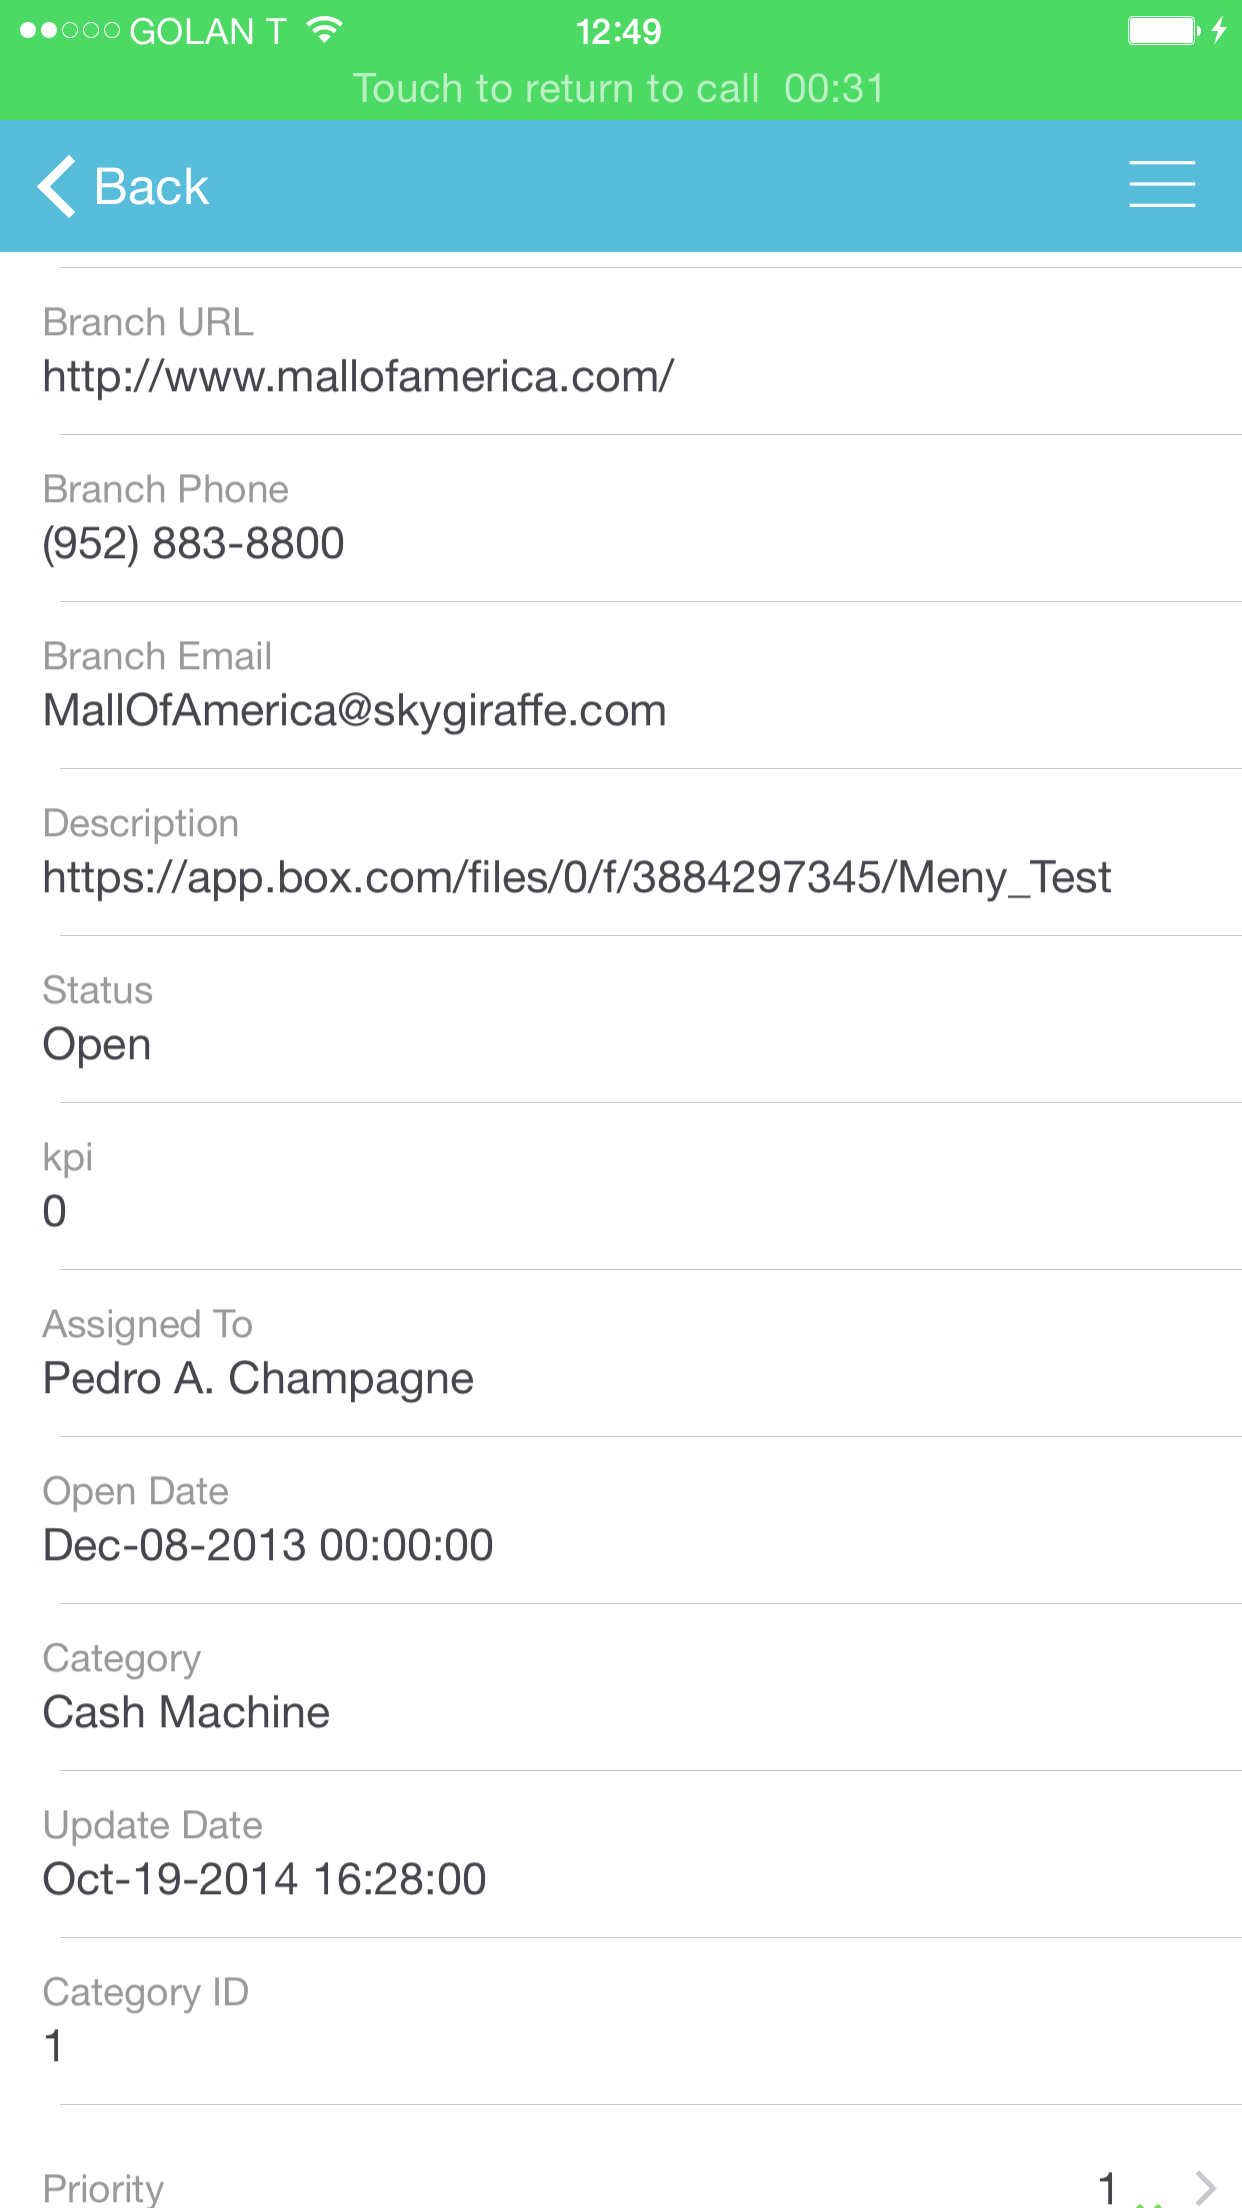 GOLAN T 12:49
Touch to return to call 00:31
Back
Branch URL
http://www.mallofamerica.com/
Branch Phone
(952) 883-8800
Branch Email
MallOfAmerica@skygiraffe.com
Description
https://app.box.com/files/0/f/3884297345/Meny_Test
Status
Open
kpi
0
Assigned To
Pedro A. Champagne
Open Date
Dec-08-2013 00:00:00
Category
Cash Machine
Update Date
Oct-19-2014 16:28:00
Category ID
1
Priority 1